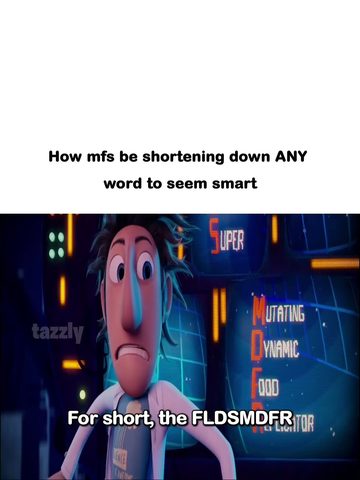 How mfs be shortening down ANY
word to seem smart
SUPER
tazzly
MUTATING
DYNAMIC
FOOD
REPLICATOR
For short, the FLDSMDFR